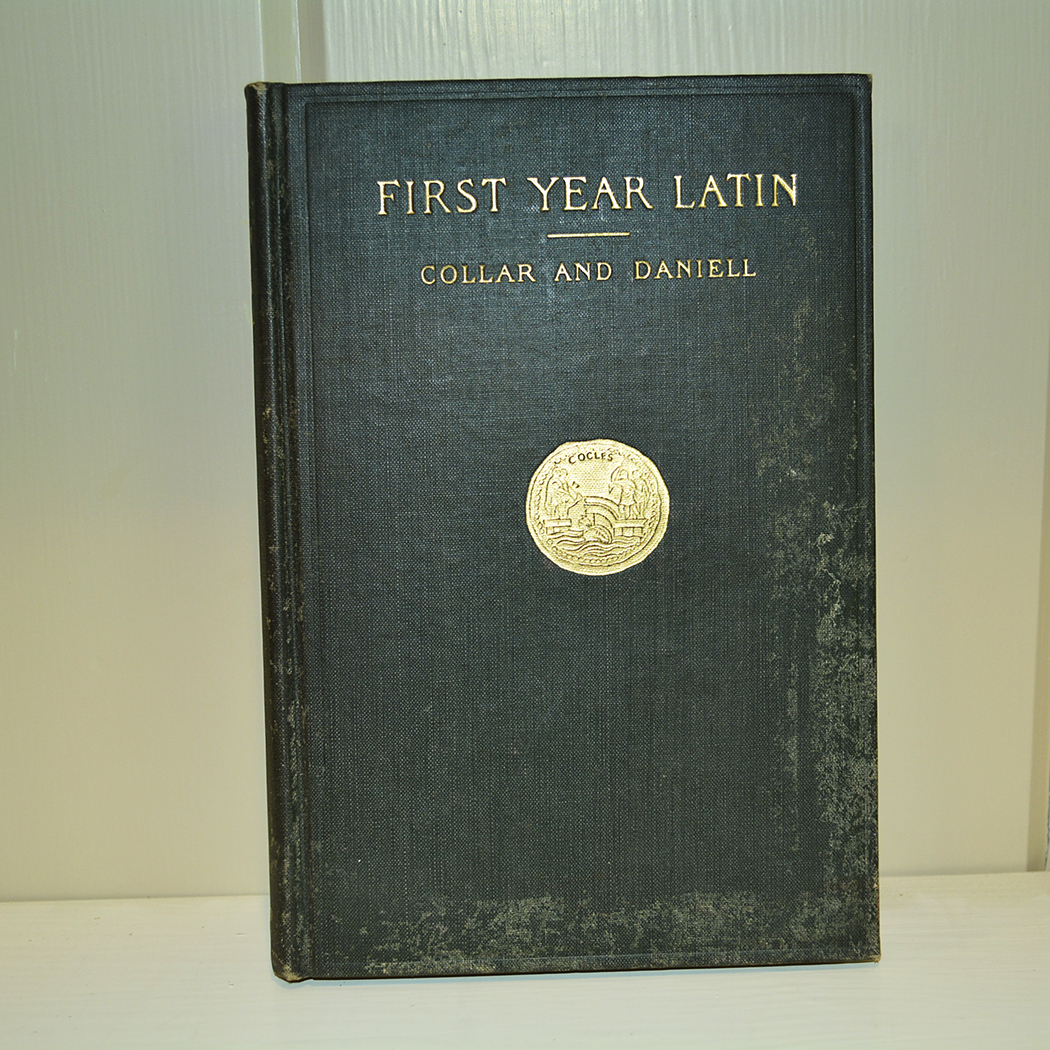 FIRST YEAR LATIN
COLLAR AND DANIELL
COCLES